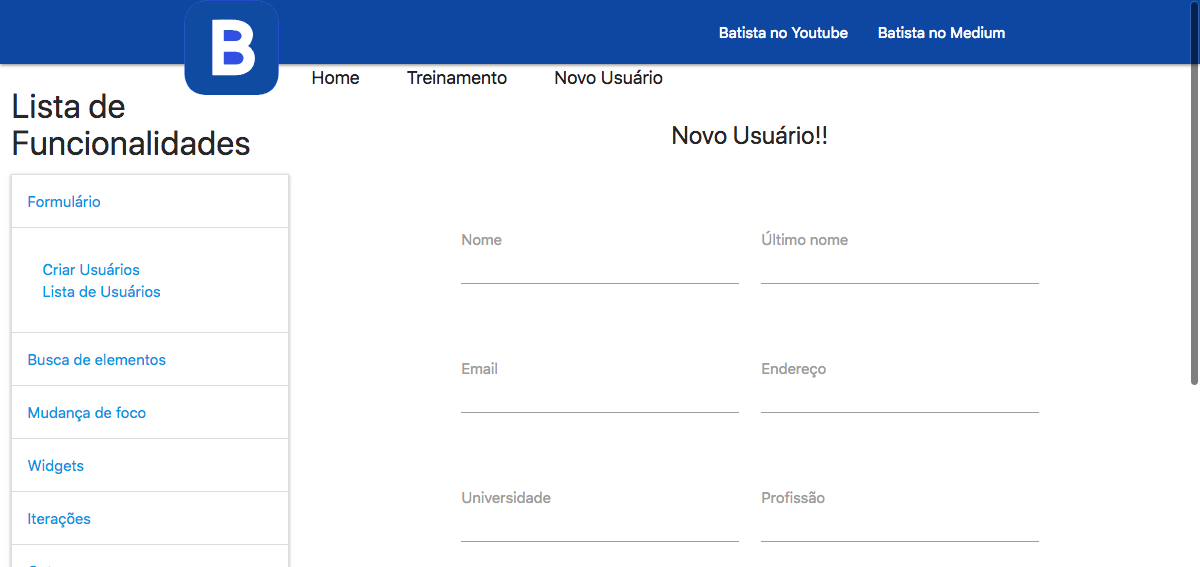 B
Batista no Youtube Batista no Medium
Home Treinamento Novo Usuário
Lista de
Funcionalidades
Formulário
Criar Usuários
Lista de Usuários
Busca de elementos
Mudança de foco
Widgets
Iterações
Novo Usuário!!
Nome Último nome
Email Endereço
Universidade Profissão